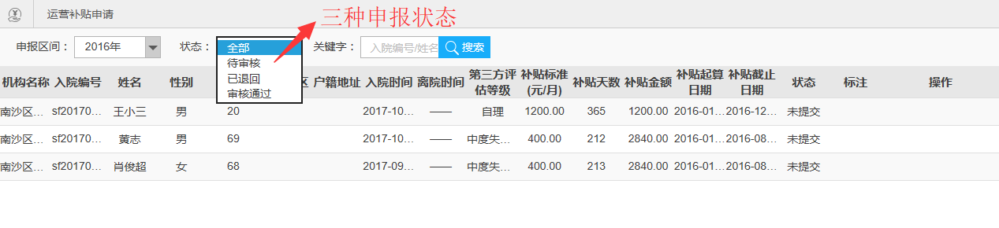 运营补贴申请
三种申报状态
申报区间： 2016年 状态： 全部 关键字： 入院编号/姓名 搜索
待审核
已退回
审核通过
机构名称 入院编号 姓名 性别 区 户籍地址 入院时间 离院时间 第三方评估等级 补贴标准(元/月) 补贴天数 补贴金额 补贴起算日期 补贴截止日期 状态 标注 操作
南沙区... sf20170... 王小三 男 20 2017-10... —— 自理 1200.00 365 1200.00 2016-01... 2016-12... 未提交
南沙区... sf20170... 黄志 男 69 2017-10... —— 中度失... 400.00 212 2840.00 2016-01... 2016-08... 未提交
南沙区... sf20170... 肖俊超 女 68 2017-09... —— 中度失... 400.00 213 2840.00 2016-01... 2016-08... 未提交